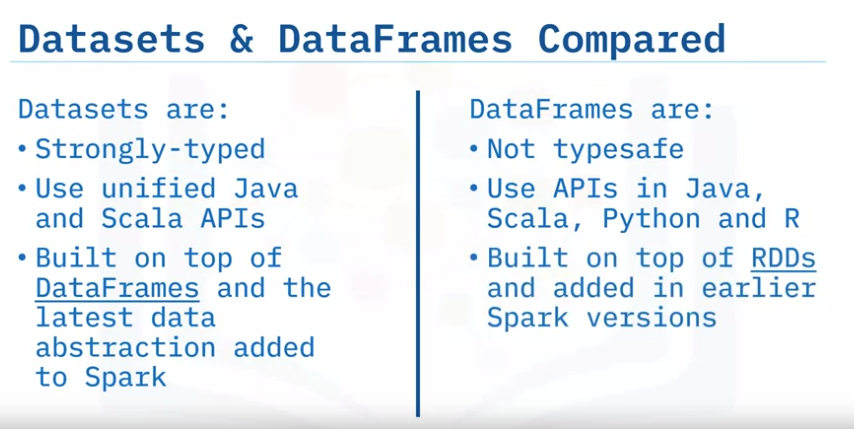 Datasets & DataFrames Compared
Datasets are:
• Strongly-typed
• Use unified Java
and Scala APIs
• Built on top of
DataFrames and the
latest data
abstraction added
to Spark
DataFrames are:
• Not typesafe
• Use APIs in Java,
Scala, Python and R
• Built on top of RDDs
and added in earlier
Spark versions